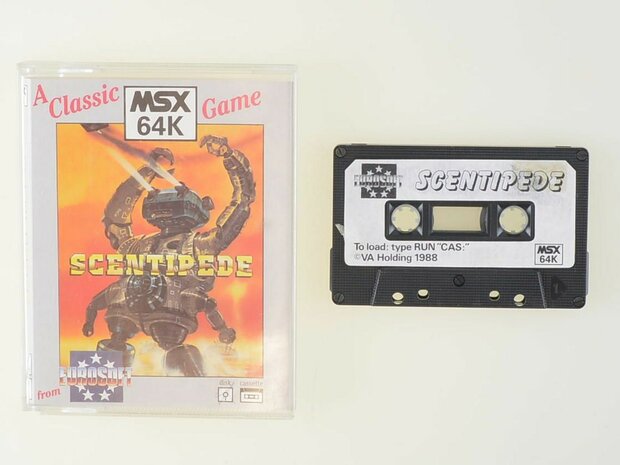 A Classic
MSX
64K
Game
SCENTIPEDE
from
EUROSOFT
disk
cassette
EUROSOFT
SCENTIPEDE
To load: type RUN "CAS:"
©VA Holding 1988
MSX
64K